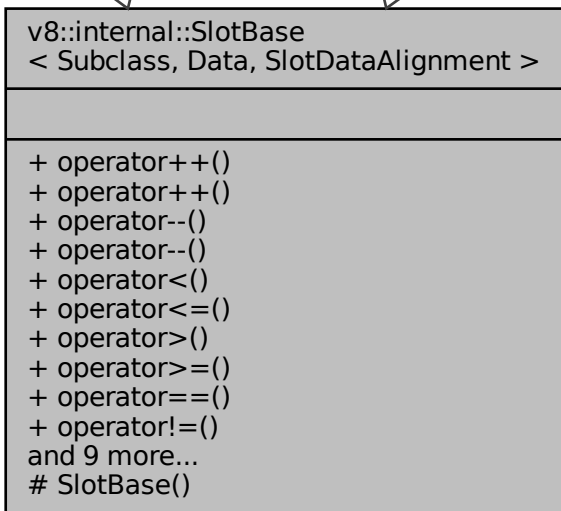 v8::internal::SlotBase
< Subclass, Data, SlotDataAlignment >
+ operator++()
+ operator++()
+ operator--()
+ operator--()
+ operator<()
+ operator<=()
+ operator>()
+ operator>=()
+ operator==()
+ operator!=()
and 9 more...
# SlotBase()